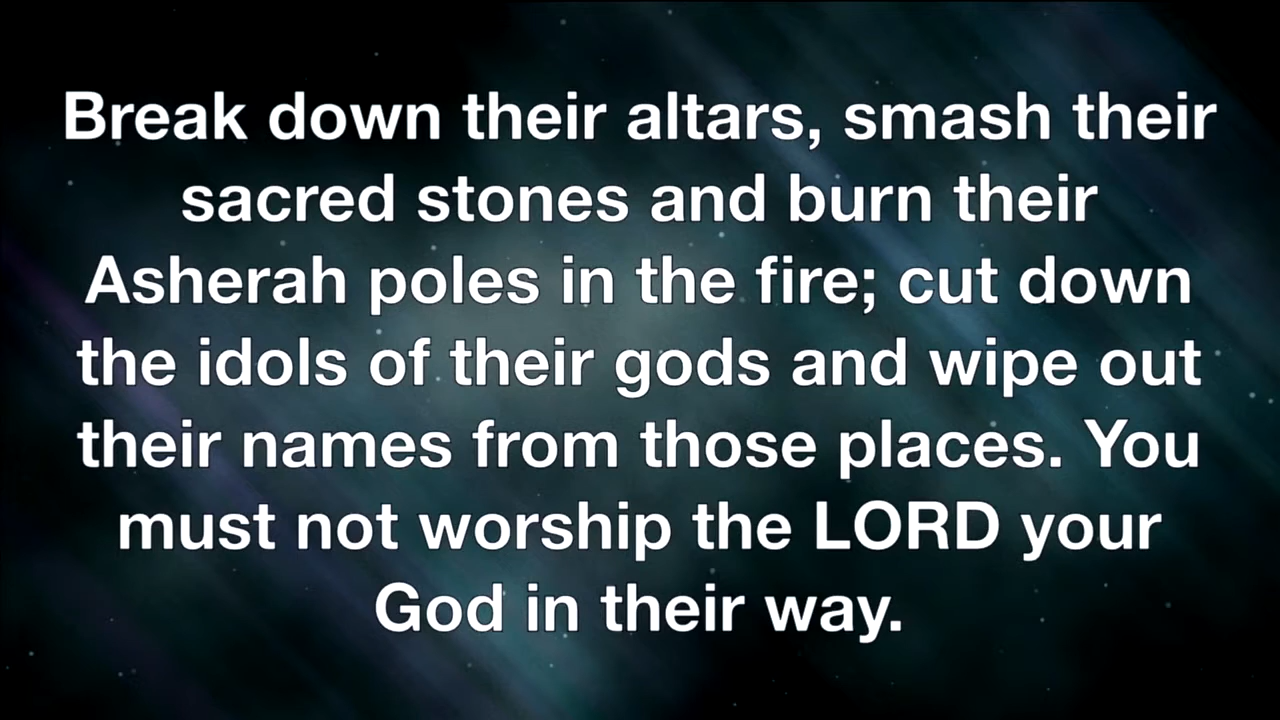 Break down their altars, smash their
sacred stones and burn their
Asherah poles in the fire; cut down
the idols of their gods and wipe out
their names from those places. You
must not worship the LORD your
God in their way.